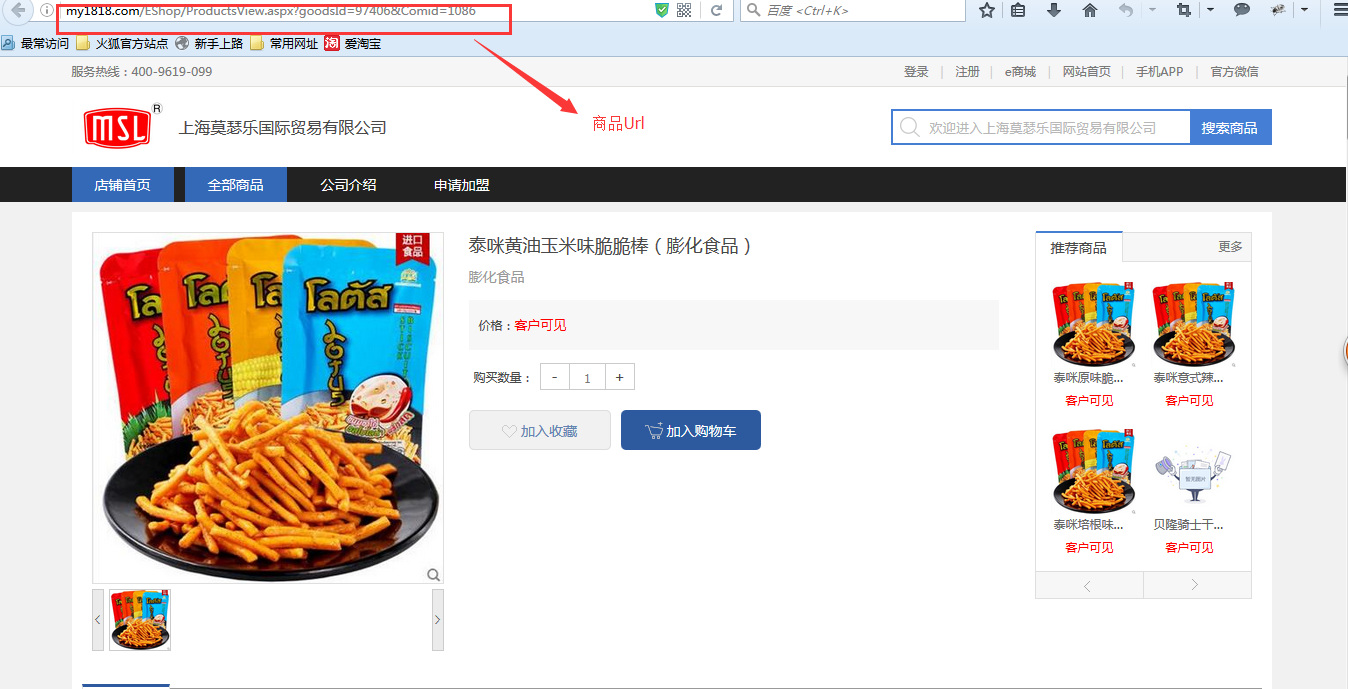 my1818.com/EShop/ProductsView.aspx?goodsId=97406&Comid=1086
百度 <Ctrl+K>
最常访问 火狐官方站点 新手上路 常用网址 淘 爱淘宝
服务热线：400-9619-099
登录 | 注册 | e商城 | 网站首页 | 手机APP | 官方微信
商品Url
MSL R
上海莫瑟乐国际贸易有限公司
欢迎进入上海莫瑟乐国际贸易有限公司
搜索商品
店铺首页 全部商品 公司介绍 申请加盟
进口
食品
โลตัส
泰咪黄油玉米味脆脆棒（膨化食品）
膨化食品
价格：客户可见
购买数量： - 1 +
加入收藏 加入购物车
推荐商品 更多
泰咪原味脆... 泰咪意式辣...
客户可见 客户可见
泰咪培根味... 贝隆骑士干...
客户可见 客户可见